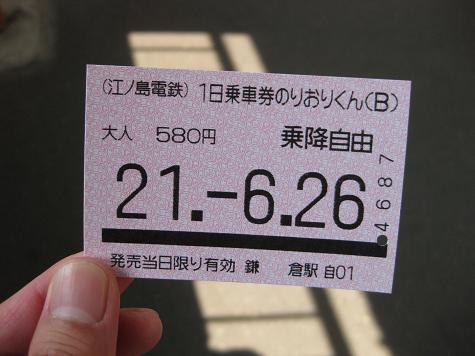 (江ノ島電鉄) 1日乗車券のりおりくん(B)
大人 580円 乗降自由
21.-6.26
4687
発売当日限り有効 鎌 倉駅 自01